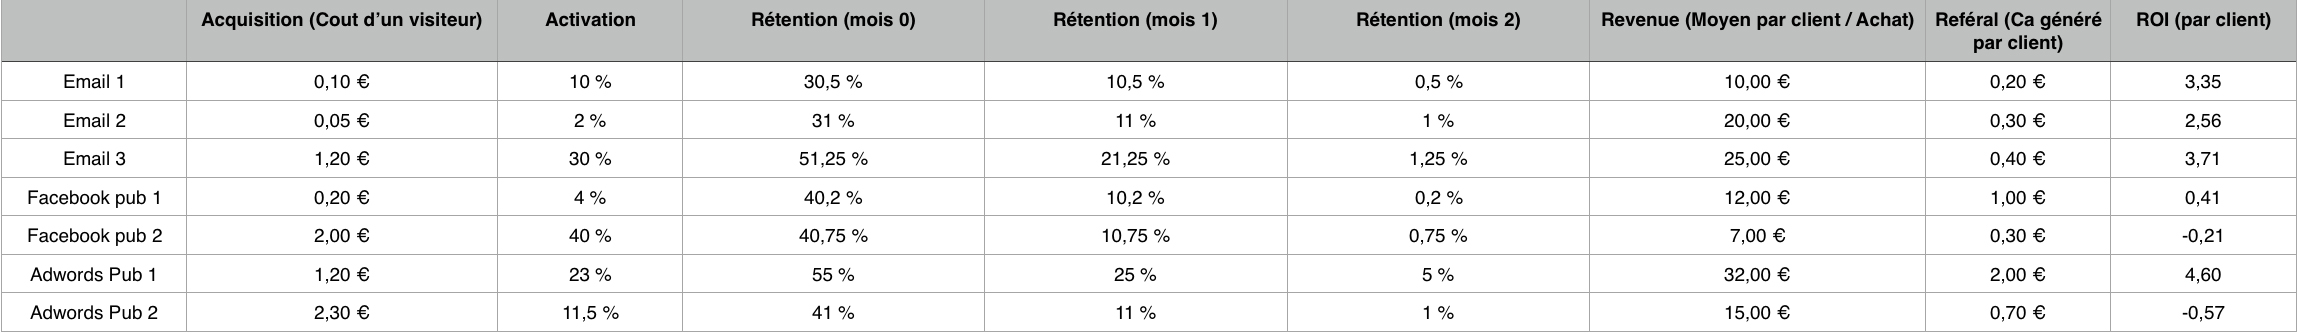 Acquisition (Cout d'un visiteur) Activation Rétention (mois 0) Rétention (mois 1) Rétention (mois 2) Revenue (Moyen par client / Achat) Reféral (Ca généré par client) ROI (par client)
Email 1 0,10 € 10 % 30,5 % 10,5 % 0,5 % 10,00 € 0,20 € 3,35
Email 2 0,05 € 2 % 31 % 11 % 1 % 20,00 € 0,30 € 2,56
Email 3 1,20 € 30 % 51,25 % 21,25 % 1,25 % 25,00 € 0,40 € 3,71
Facebook pub 1 0,20 € 4 % 40,2 % 10,2 % 0,2 % 12,00 € 1,00 € 0,41
Facebook pub 2 2,00 € 40 % 40,75 % 10,75 % 0,75 % 7,00 € 0,30 € -0,21
Adwords Pub 1 1,20 € 23 % 55 % 25 % 5 % 32,00 € 2,00 € 4,60
Adwords Pub 2 2,30 € 11,5 % 41 % 11 % 1 % 15,00 € 0,70 € -0,57